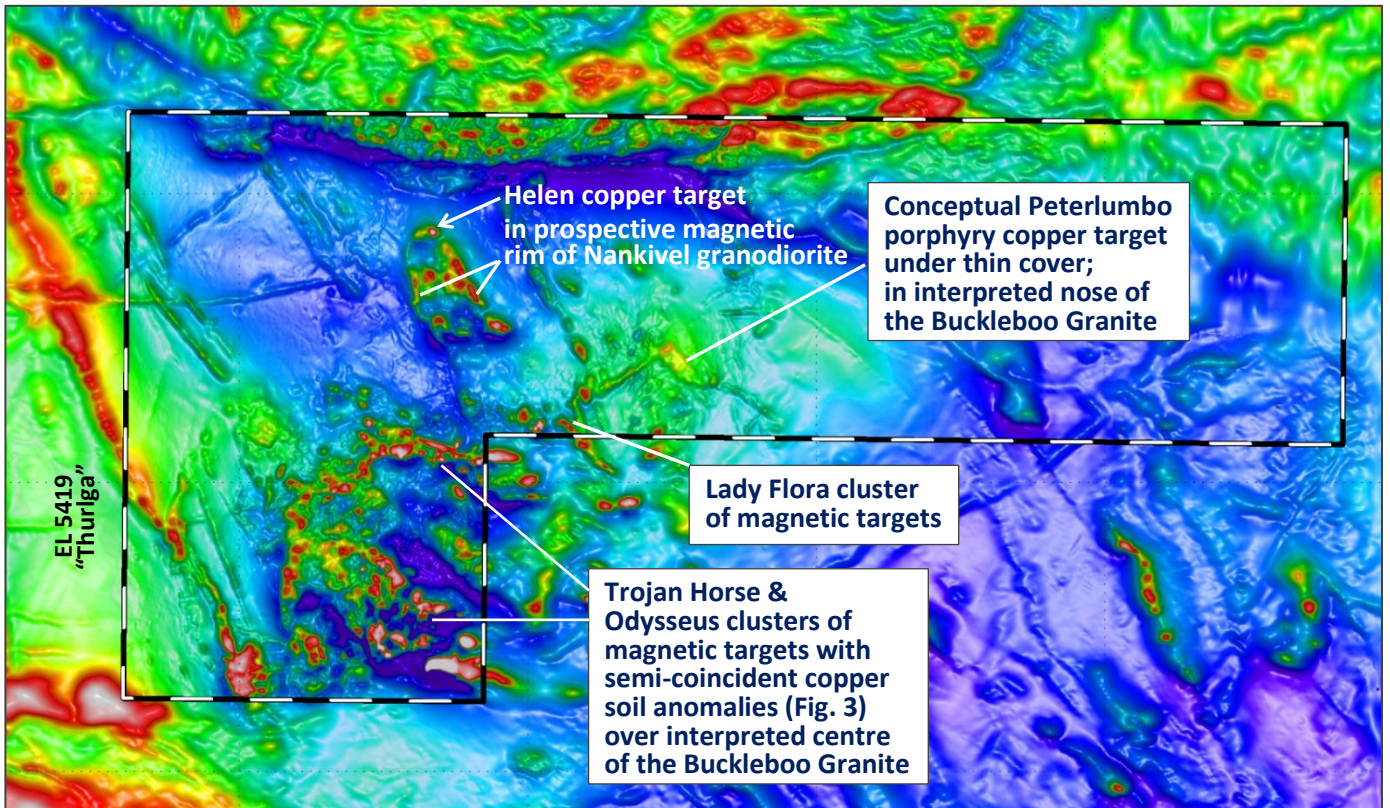 Helen copper target
in prospective magnetic
rim of Nankivel granodiorite
Conceptual Peterlumbo
porphyry copper target
under thin cover;
in interpreted nose of
the Buckleboo Granite
EL 5419
“Thurlga”
Lady Flora cluster
of magnetic targets
Trojan Horse &
Odysseus clusters of
magnetic targets with
semi-coincident copper
soil anomalies (Fig. 3)
over interpreted centre
of the Buckleboo Granite